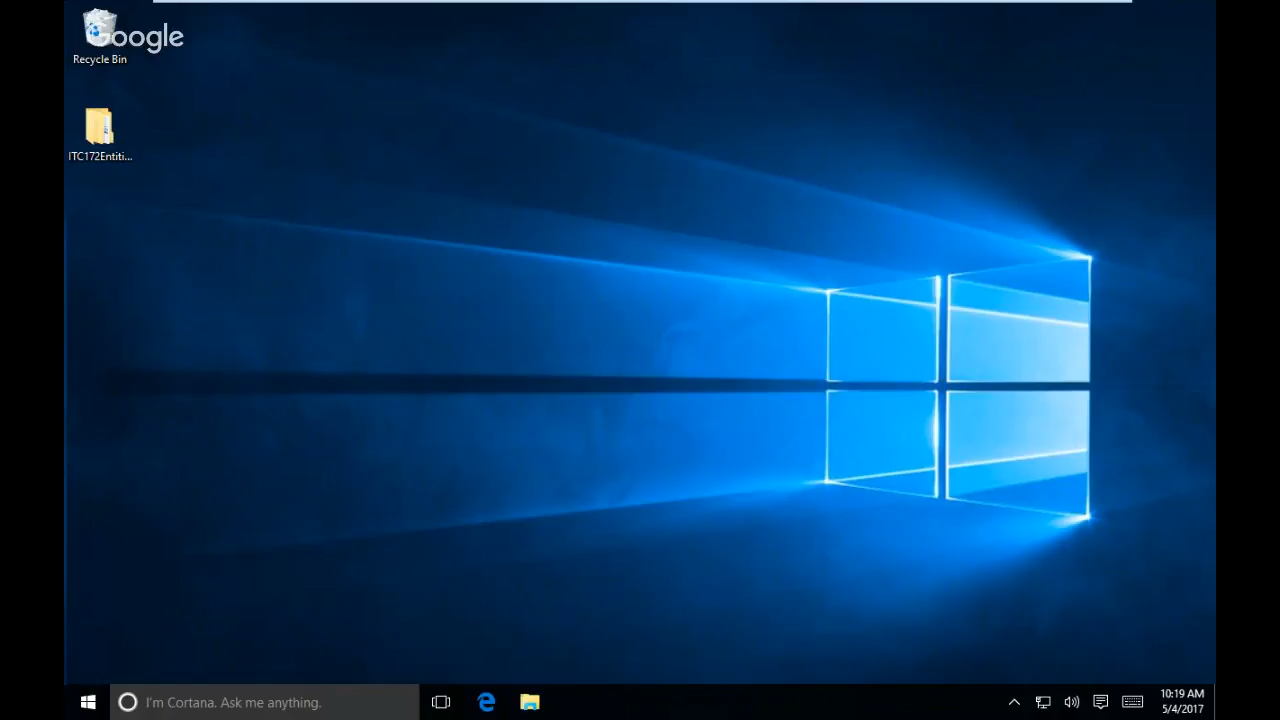 Google
Recycle Bin
ITC172Entiti...
I'm Cortana. Ask me anything.
10:19 AM
5/4/2017